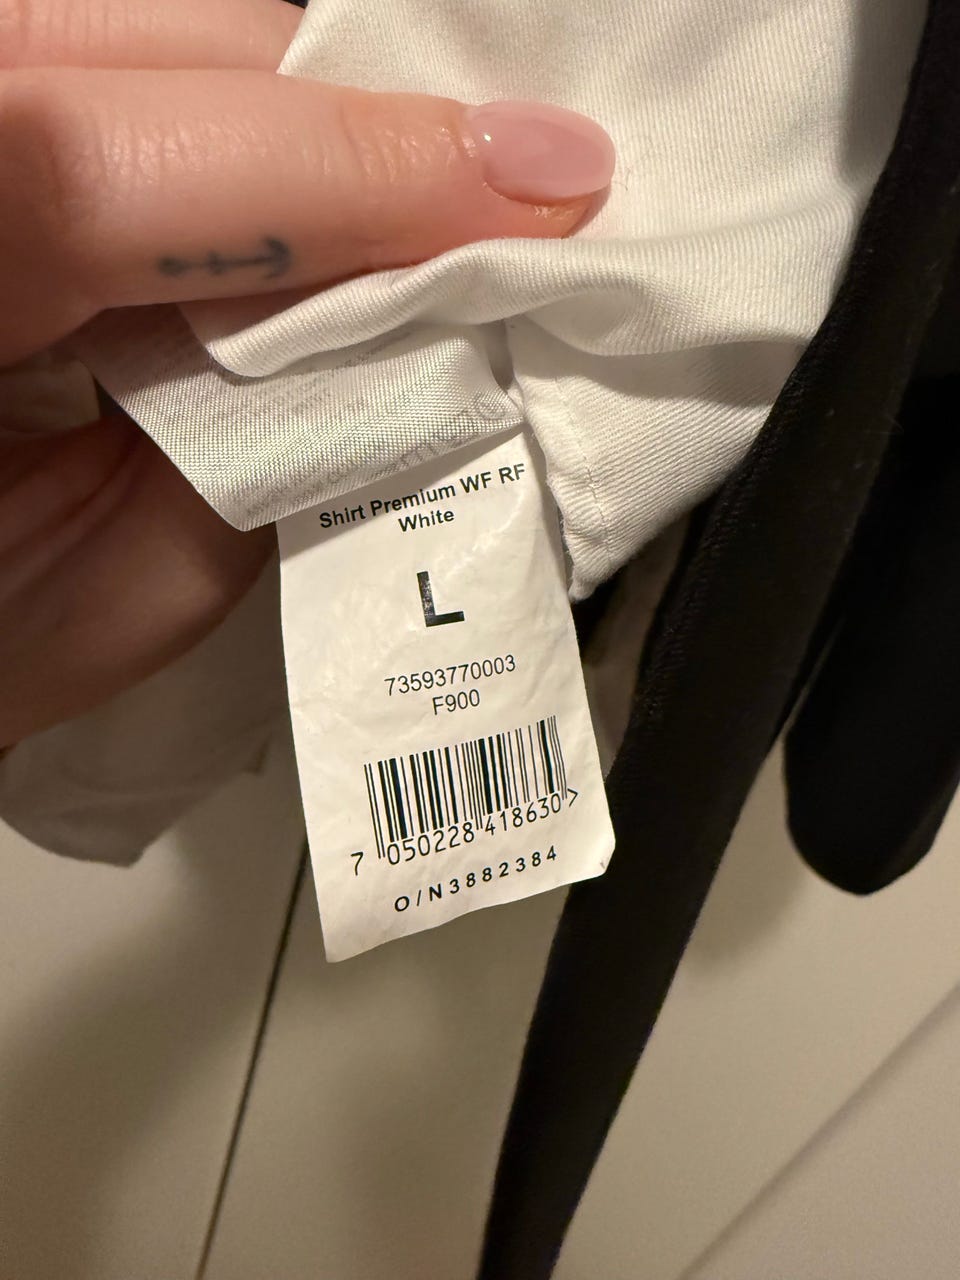 Shirt Premium WF RF
White
L
73593770003
F900
7 050228 418630 >
O/N3882384